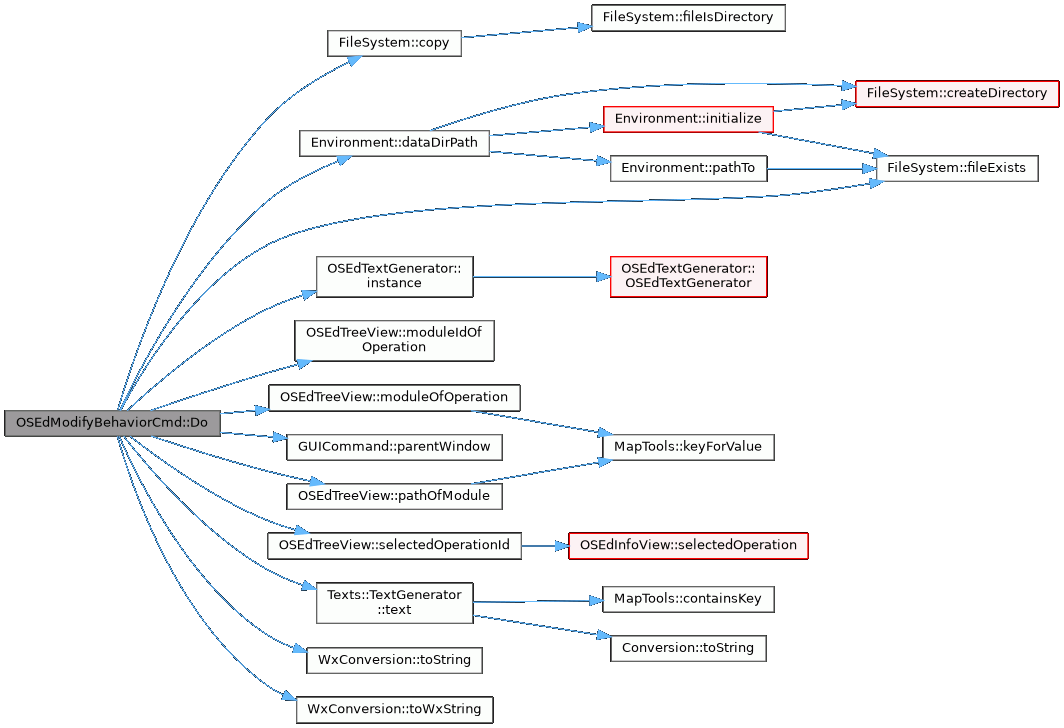 FileSystem::fileIsDirectory
FileSystem::copy
FileSystem::createDirectory
Environment::initialize
Environment::dataDirPath
Environment::pathTo
FileSystem::fileExists
OSEdTextGenerator::
instance
OSEdTextGenerator::
OSEdTextGenerator
OSEdTreeView::moduleIdOf
Operation
OSEdTreeView::moduleOfOperation
OSEdModifyBehaviorCmd::Do
GUICommand::parentWindow
MapTools::keyForValue
OSEdTreeView::pathOfModule
OSEdTreeView::selectedOperationId
OSEdInfoView::selectedOperation
Texts::TextGenerator
::text
MapTools::containsKey
Conversion::toString
WxConversion::toString
WxConversion::toWxString